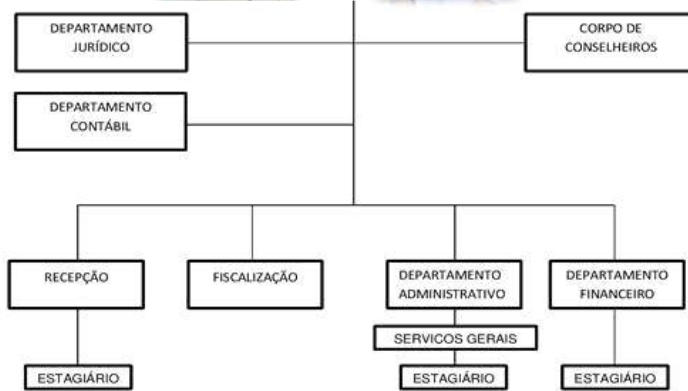 DEPARTAMENTO
JURÍDICO
CORPO DE
CONSELHEIROS
DEPARTAMENTO
CONTÁBIL
RECEPÇÃO
FISCALIZAÇÃO
DEPARTAMENTO
ADMINISTRATIVO
DEPARTAMENTO
FINANCEIRO
SERVICOS GERAIS
ESTAGIÁRIO
ESTAGIÁRIO
ESTAGIÁRIO